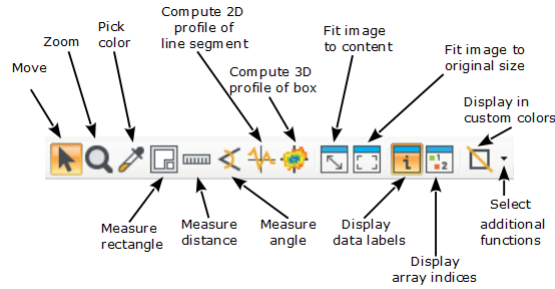 Compute 2D
profile of
line segment
Pick
color
Zoom
Move
Fit image
to content
Compute 3D
profile of box
Fit image to
original size
Display in
custom colors
i
1
2
Measure
rectangle
Measure
distance
Measure
angle
Display
data labels
Display
array indices
Select
additional
functions